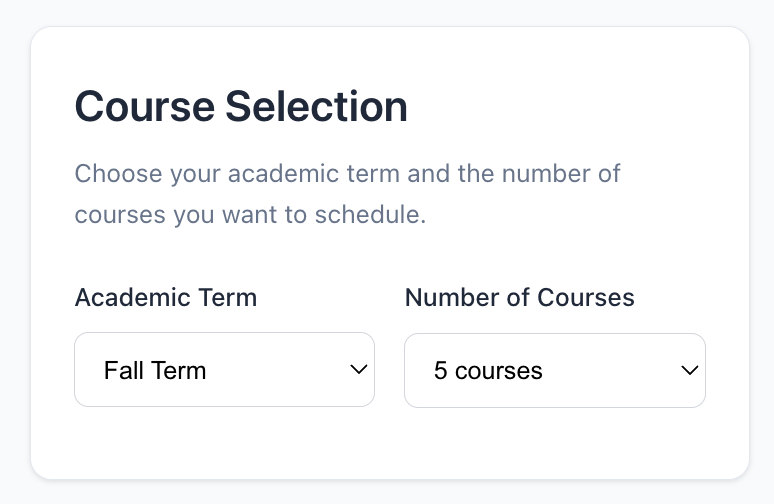 Course Selection
Choose your academic term and the number of
courses you want to schedule.
Academic Term
Number of Courses
Fall Term
5 courses